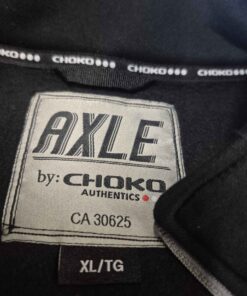 CHOKO CHOKO CHOKO
AXLE
by: CHOKO
AUTHENTICS
CA 30625
XL/TG